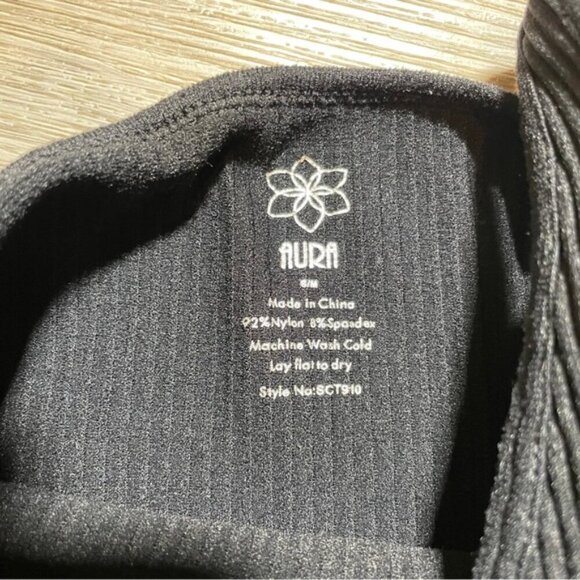 AURA
S/M
Made in China
92%Nylon 8%Spandex
Machine Wash Cold
Lay flat to dry
Style No:SCT910